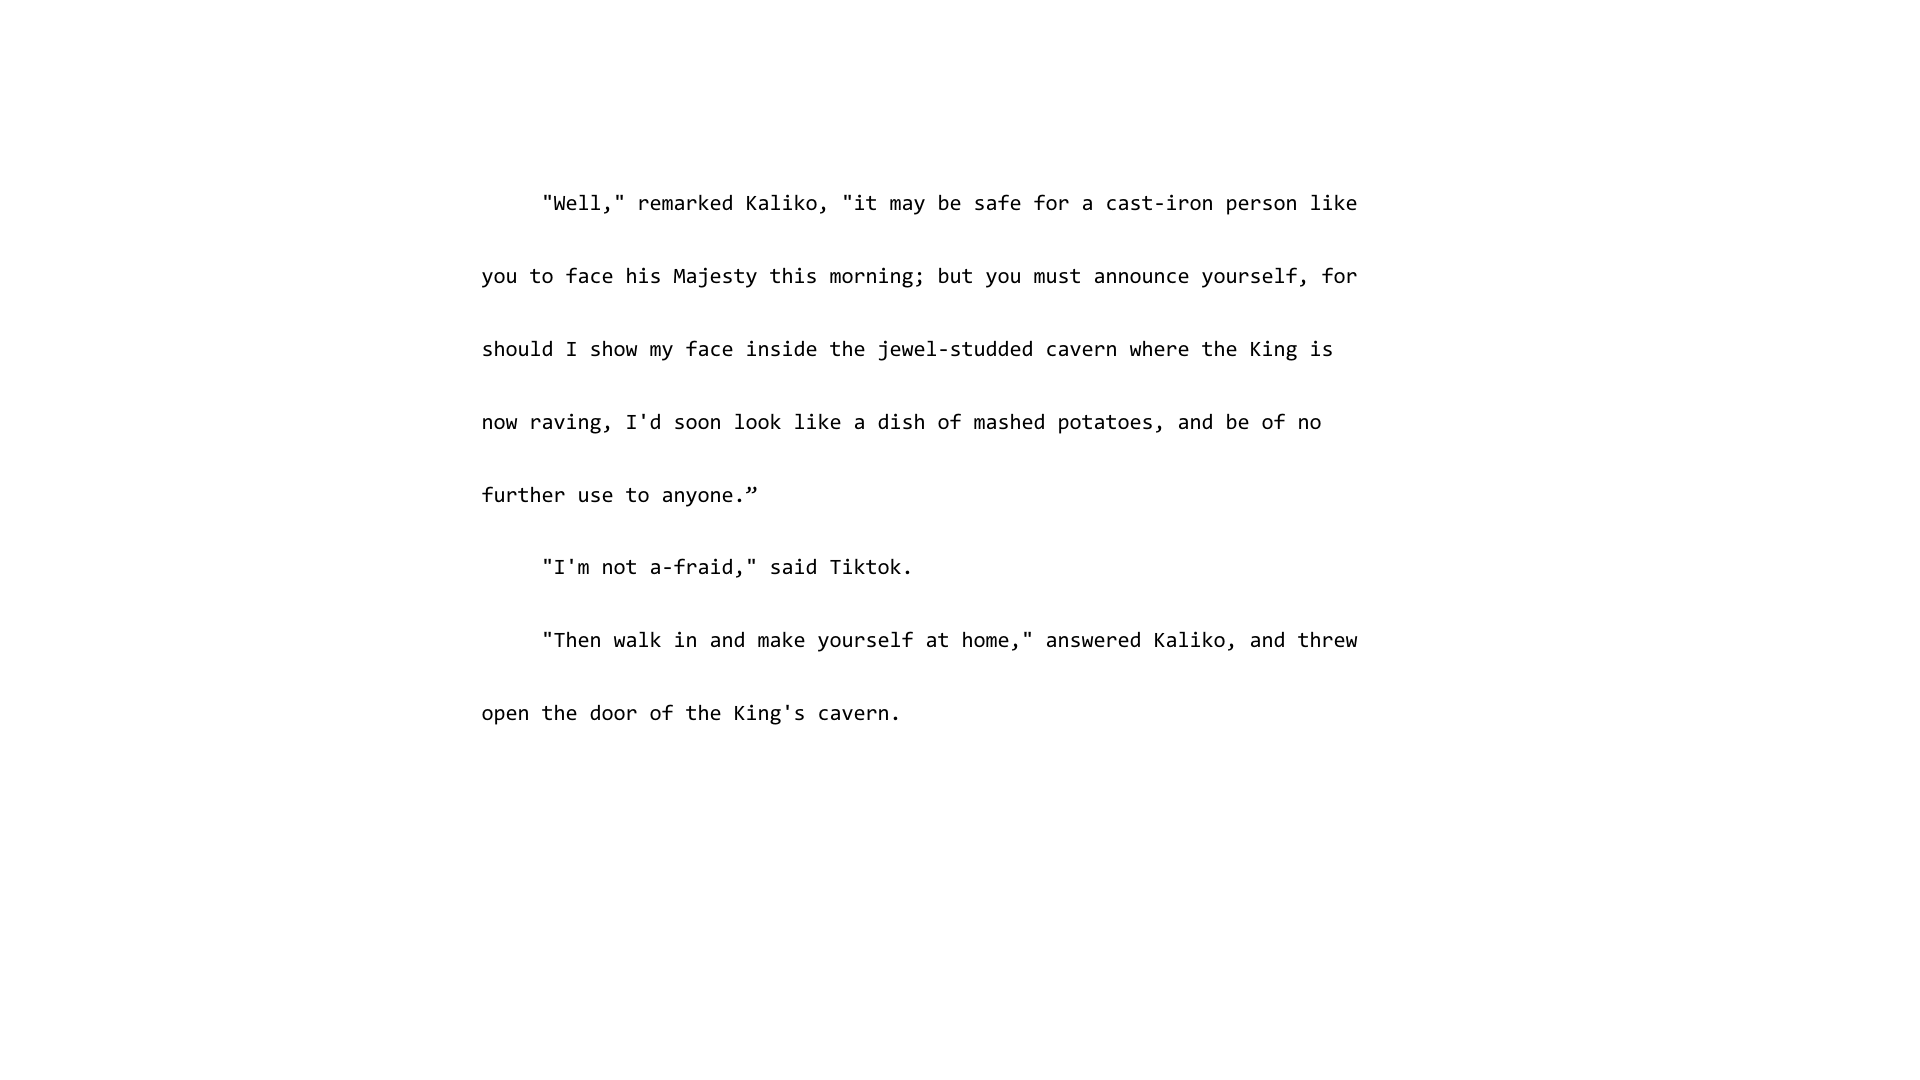 "Well," remarked Kaliko, "it may be safe for a cast-iron person like
you to face his Majesty this morning; but you must announce yourself, for
should I show my face inside the jewel-studded cavern where the King is
now raving, I'd soon look like a dish of mashed potatoes, and be of no
further use to anyone.”
"I'm not a-fraid," said Tiktok.
"Then walk in and make yourself at home," answered Kaliko, and threw
open the door of the King's cavern.